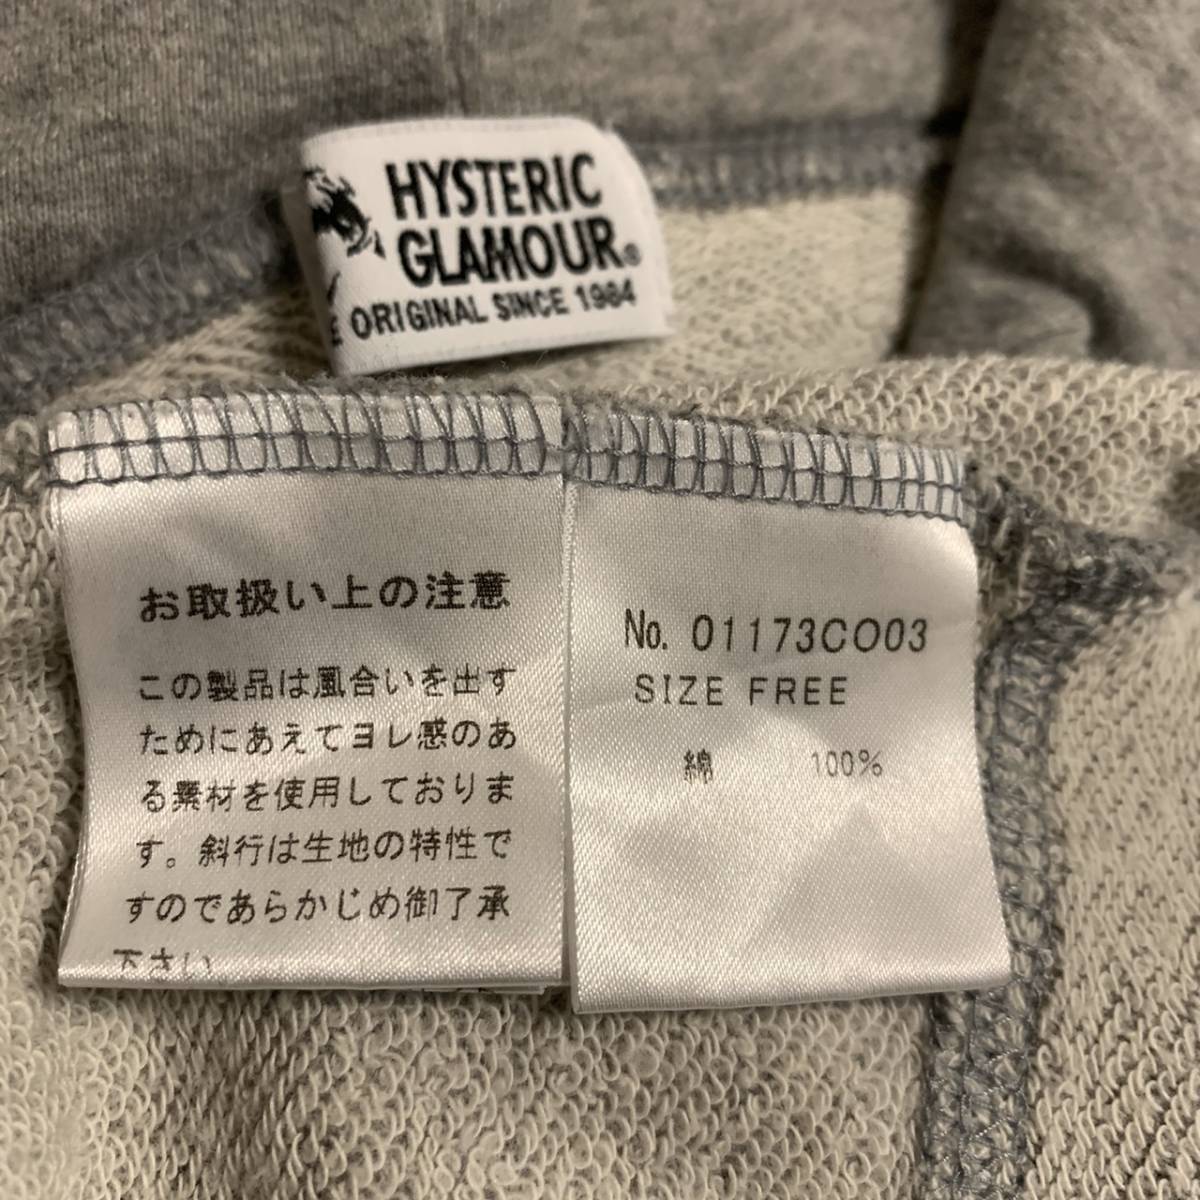 HYSTERIC
GLAMOUR®
ORIGINAL SINCE 1984
お取扱い上の注意
この製品は風合いを出す
ためにあえてヨレ感のあ
る素材を使用しておりま
す。斜行は生地の特性で
すのであらかじめ御了承
下さい
No. 01173CO03
SIZE FREE
綿 100%